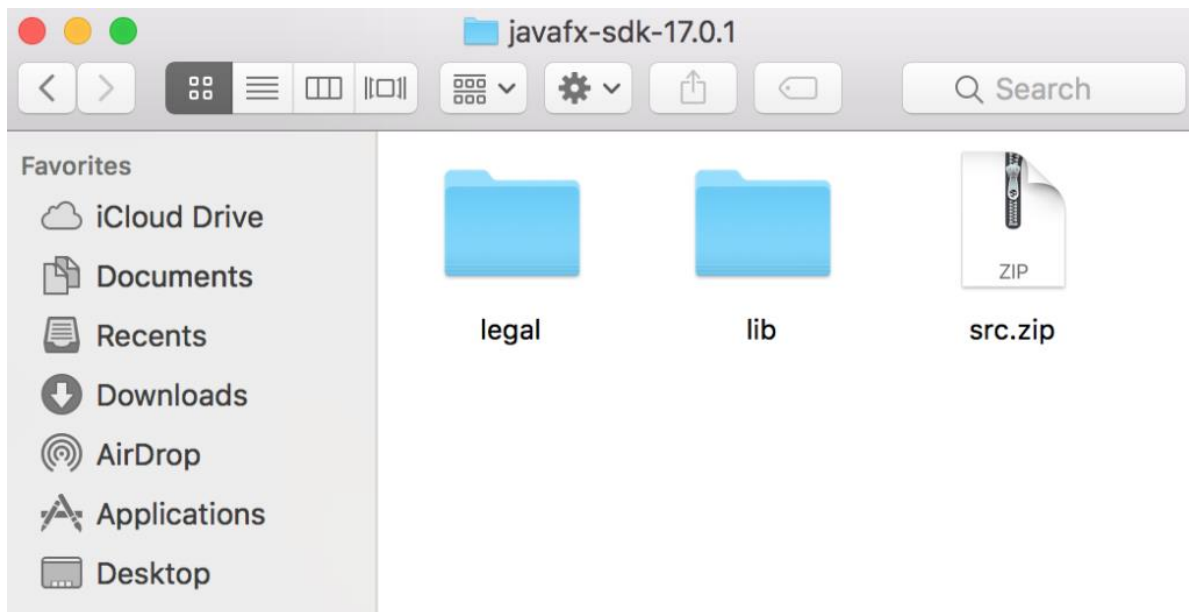 javafx-sdk-17.0.1
Search
Favorites
iCloud Drive
Documents
Recents
Downloads
AirDrop
Applications
Desktop
ZIP
legal
lib
src.zip